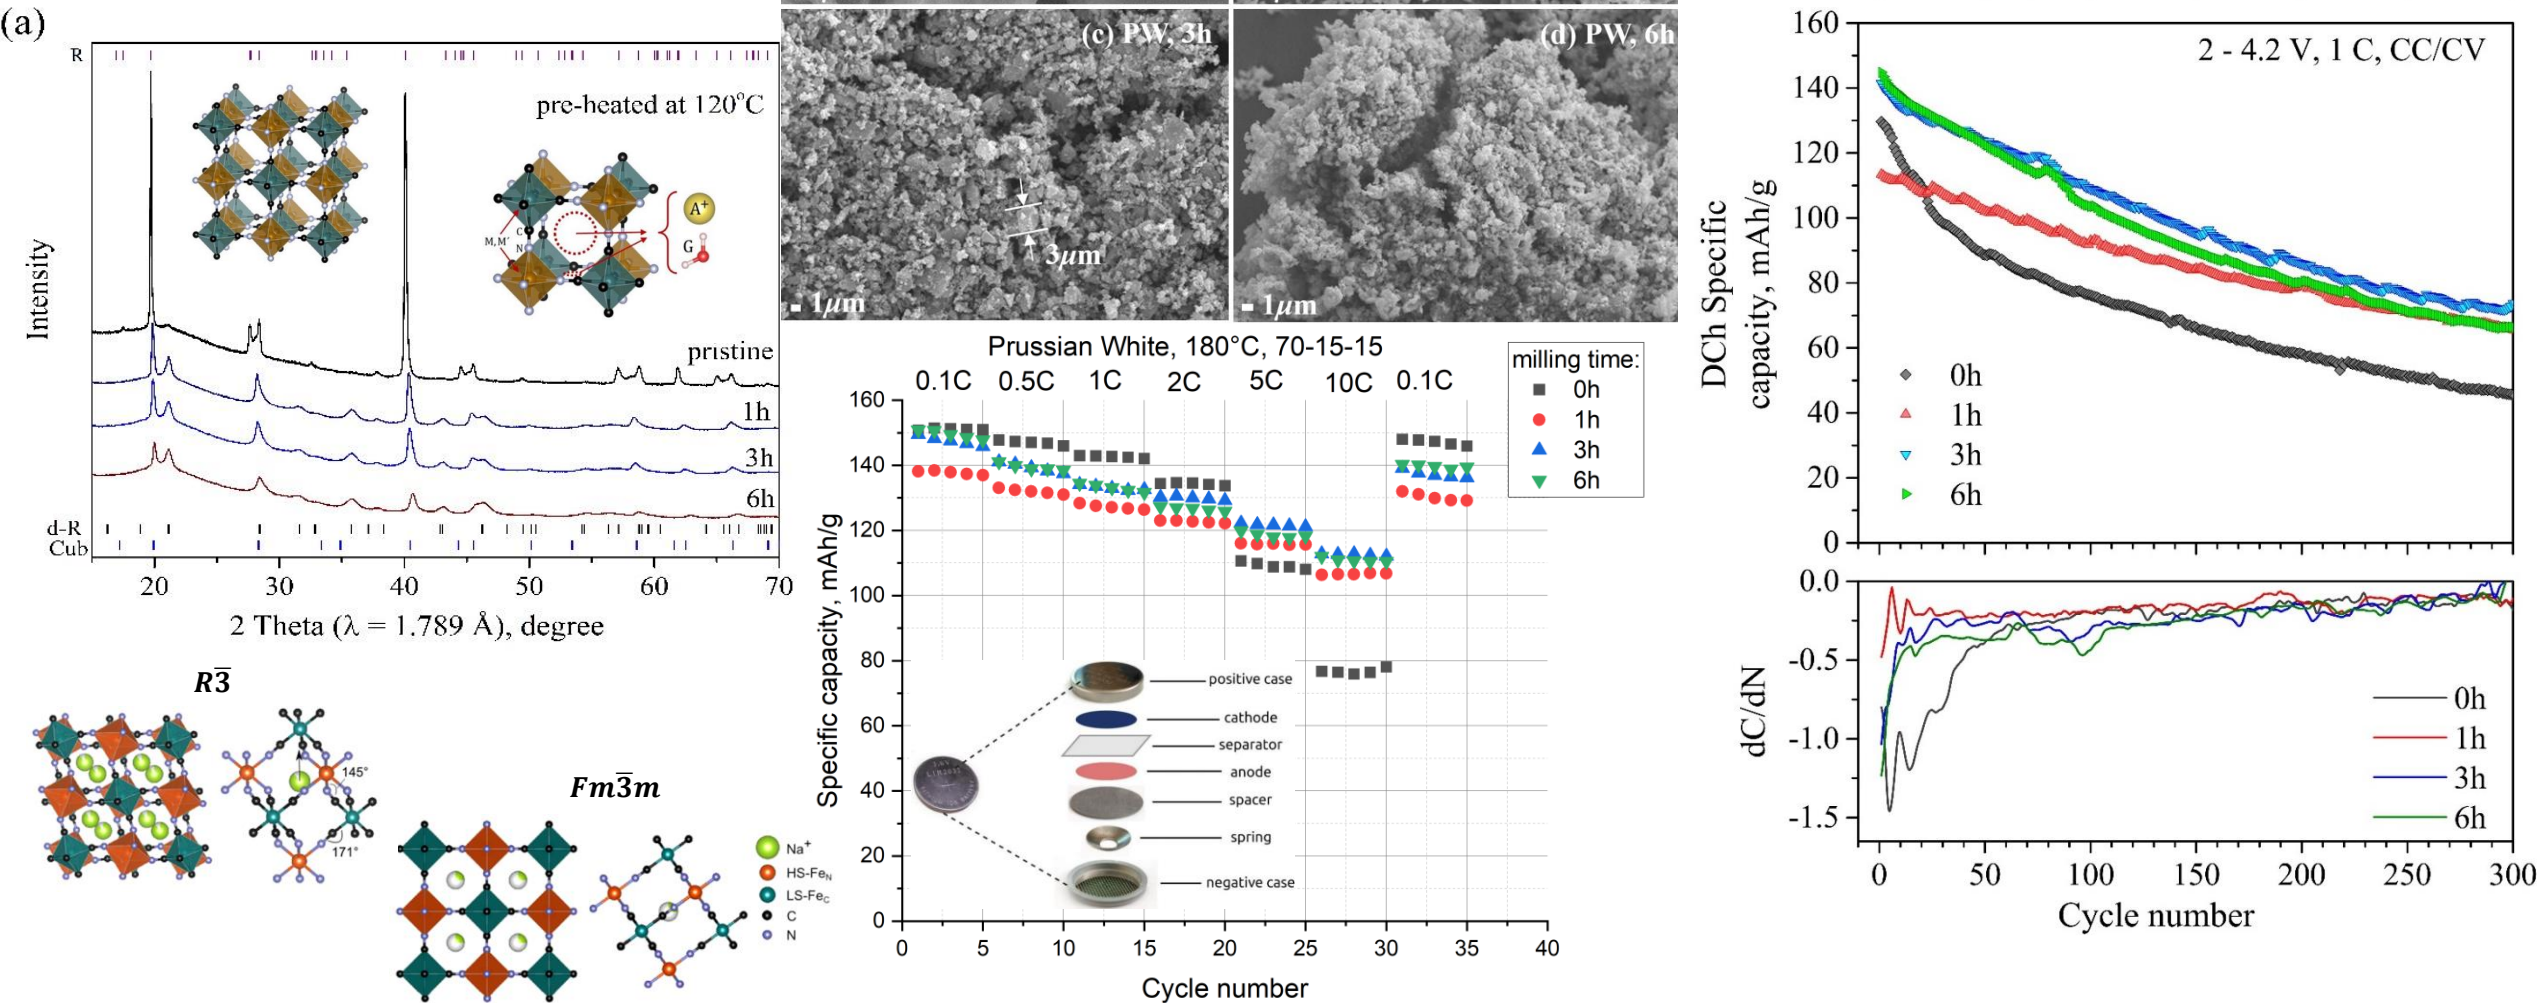 (a)
R
pre-heated at 120°C
A⁺
G
M, M′
C
N
pristine
1h
3h
6h
d-R
Cub
Intensity
20 30 40 50 60 70
2 Theta (λ = 1.789 Å), degree
R3̅
145°
171°
Fm3̅m
Na⁺
HS-Fe_N
LS-Fe_C
C
N
(c) PW, 3h
3μm
1μm
(d) PW, 6h
1μm
Prussian White, 180°C, 70-15-15
milling time:
0h
1h
3h
6h
0.1C 0.5C 1C 2C 5C 10C 0.1C
160
140
120
100
80
60
40
20
0
Specific capacity, mAh/g
positive case
cathode
separator
anode
spacer
spring
negative case
0 5 10 15 20 25 30 35 40
Cycle number
2 - 4.2 V, 1 C, CC/CV
160
140
120
100
80
60
40
20
0
DCh Specific
capacity, mAh/g
0h
1h
3h
6h
0.0
-0.5
-1.0
-1.5
dC/dN
0h
1h
3h
6h
0 50 100 150 200 250 300
Cycle number